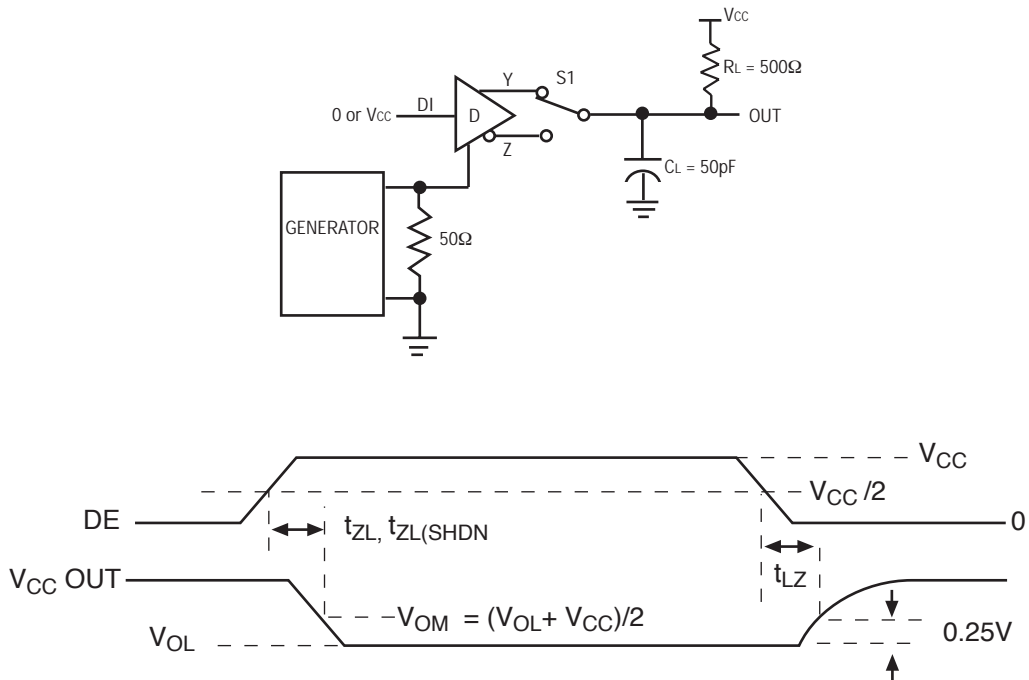 VCC
RL = 500Ω
Y
S1
DI
0 or VCC
D
OUT
Z
CL = 50pF
GENERATOR
50Ω
VCC
VCC /2
DE
tZL, tZL(SHDN
0
VCC OUT
tLZ
VOM = (VOL+ VCC)/2
VOL
0.25V